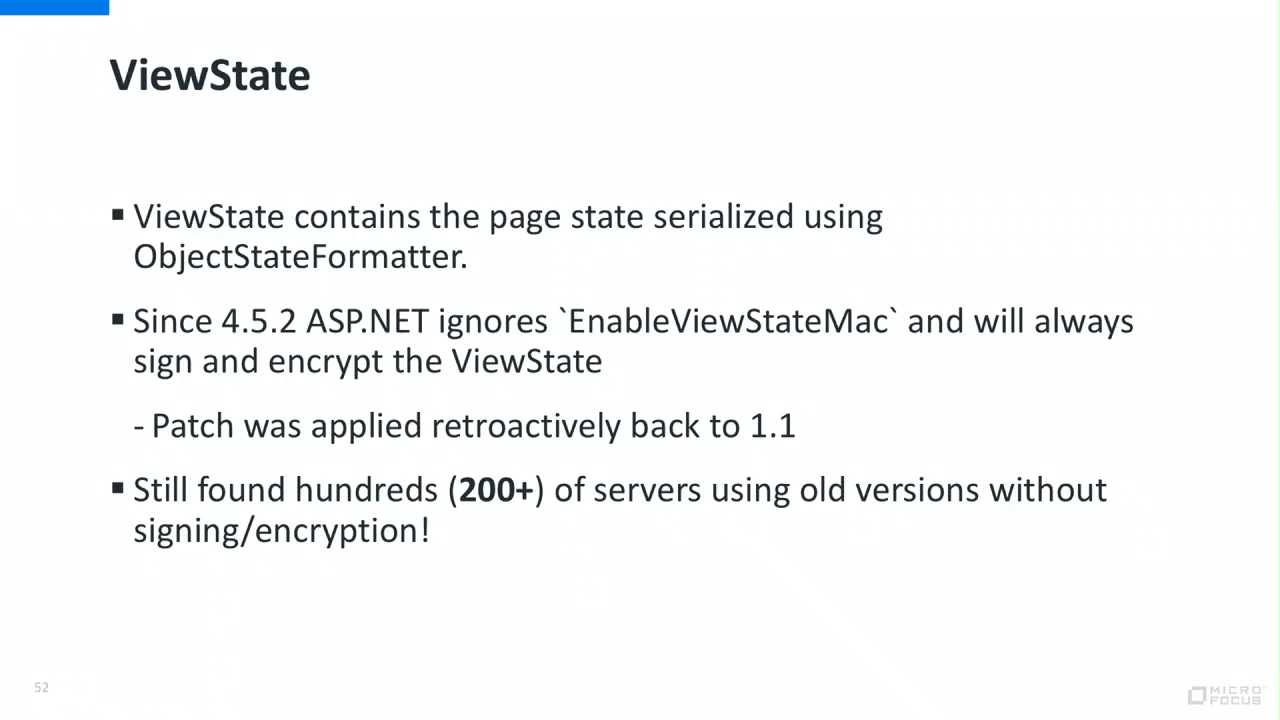 ViewState
▪ ViewState contains the page state serialized using
ObjectStateFormatter.
▪ Since 4.5.2 ASP.NET ignores `EnableViewStateMac` and will always
sign and encrypt the ViewState
- Patch was applied retroactively back to 1.1
▪ Still found hundreds (200+) of servers using old versions without
signing/encryption!
52
MICRO
FOCUS